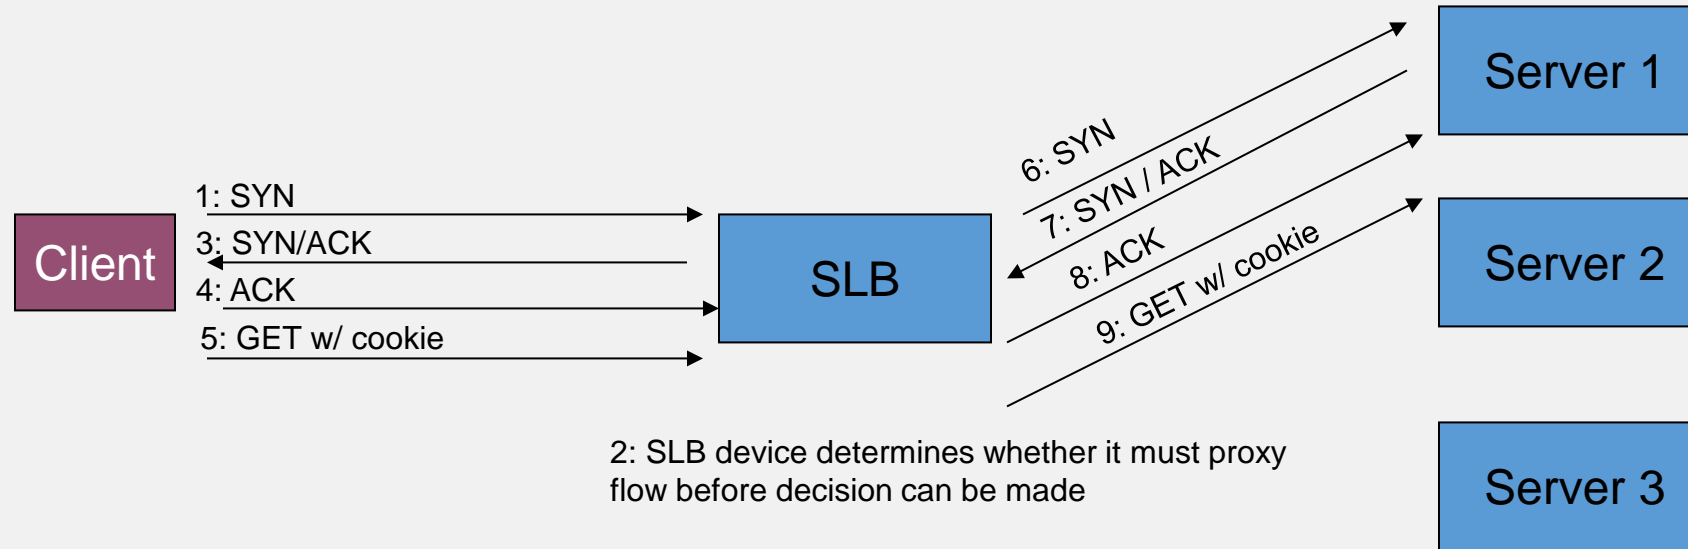 Server 1
6: SYN
7: SYN / ACK
1: SYN
Client
3: SYN/ACK
SLB
8: ACK
Server 2
4: ACK
9: GET w/ cookie
5: GET w/ cookie
2: SLB device determines whether it must proxy
flow before decision can be made
Server 3